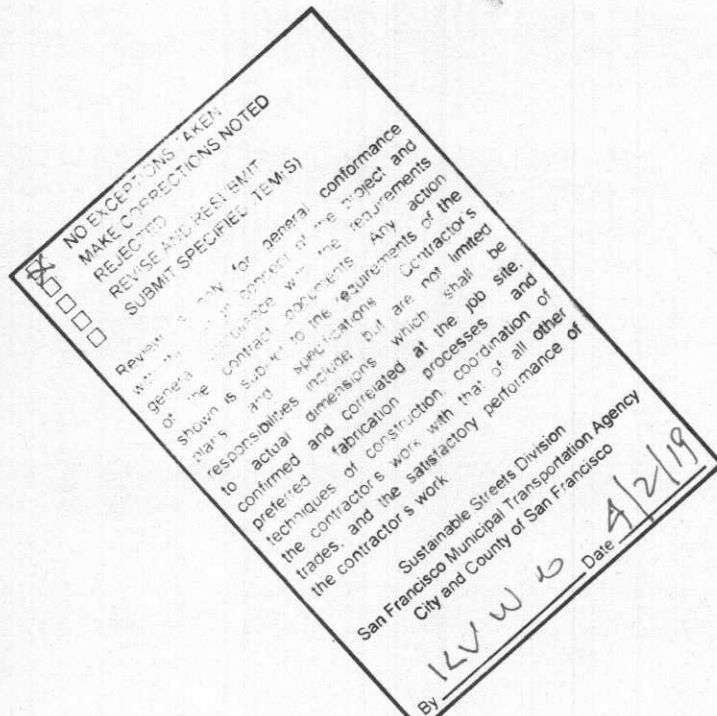 NO EXCEPTIONS TAKEN
MAKE CORRECTIONS NOTED
REJECTED
REVISE AND RESUBMIT
SUBMIT SPECIFIED ITEM(S)
Review is only for general conformance
with the concept of the project and
general with the requirements
of the contract documents Any action
shown is subject to the requirements of the
plans and specifications Contractor's
responsibilities include but are not limited
to actual dimensions which shall be
confirmed and correlated at the job site,
preferred fabrication processes and
techniques of construction, coordination of
the contractor's work with that of all other
trades, and the satisfactory performance of
the contractor's work
Sustainable Streets Division
San Francisco Municipal Transportation Agency
City and County of San Francisco
By Date 4/2/19